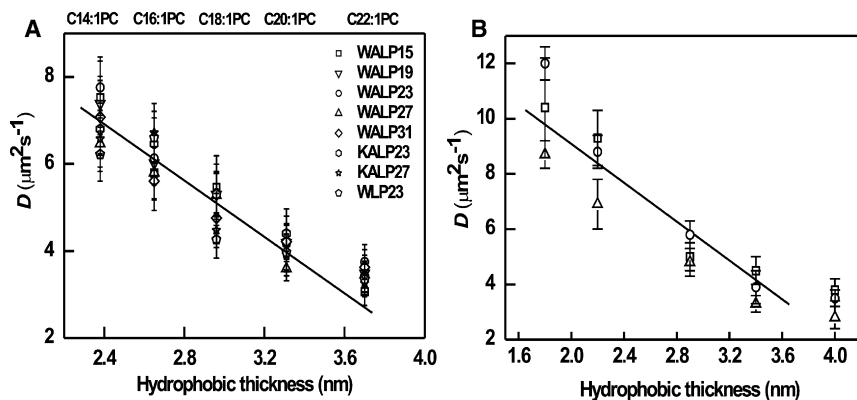 A
C14:1PC C16:1PC C18:1PC C20:1PC C22:1PC
D (μm²s⁻¹)
8
6
4
2
WALP15
WALP19
WALP23
WALP27
WALP31
KALP23
KALP27
WLP23
2.4 2.8 3.2 3.6 4.0
Hydrophobic thickness (nm)
B
D (μm²s⁻¹)
12
10
8
6
4
2
1.6 2.0 2.4 2.8 3.2 3.6 4.0
Hydrophobic thickness (nm)